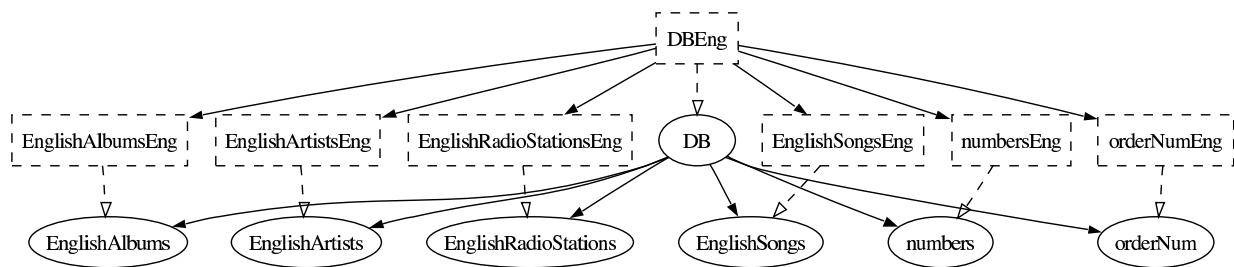 DBEng
EnglishAlbumsEng
EnglishArtistsEng
EnglishRadioStationsEng
DB
EnglishSongsEng
numbersEng
orderNumEng
EnglishAlbums
EnglishArtists
EnglishRadioStations
EnglishSongs
numbers
orderNum